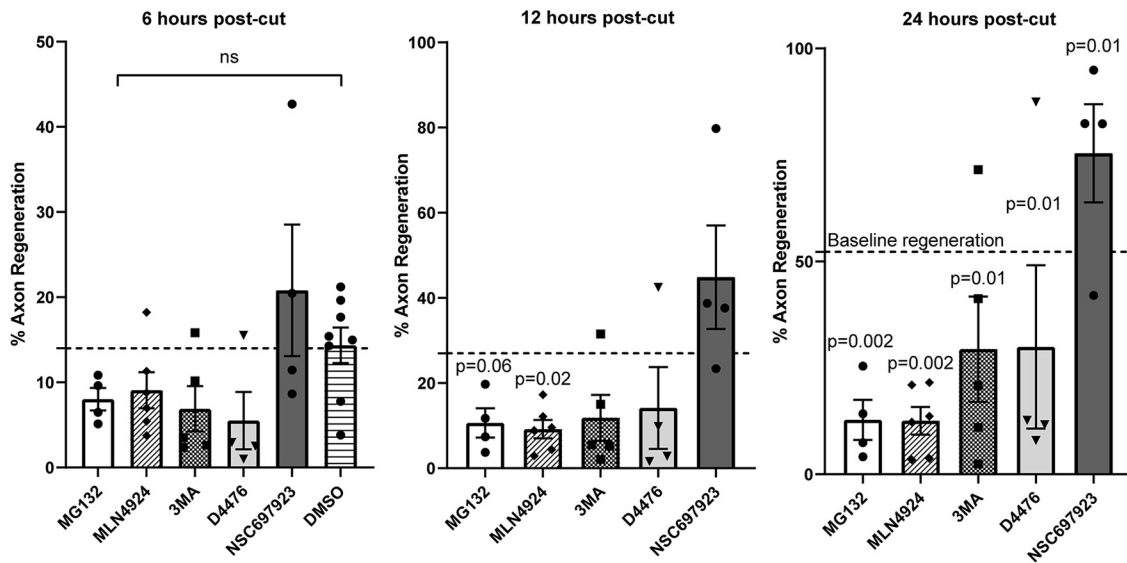 6 hours post-cut
% Axon Regeneration
50
40
30
20
10
0
ns
MG132
MLN4924
3MA
D4476
NSC697923
DMSO
12 hours post-cut
% Axon Regeneration
100
80
60
40
20
0
p=0.06
p=0.02
MG132
MLN4924
3MA
D4476
NSC697923
24 hours post-cut
% Axon Regeneration
100
50
0
p=0.01
p=0.01
Baseline regeneration
p=0.01
p=0.002
p=0.002
MG132
MLN4924
3MA
D4476
NSC697923